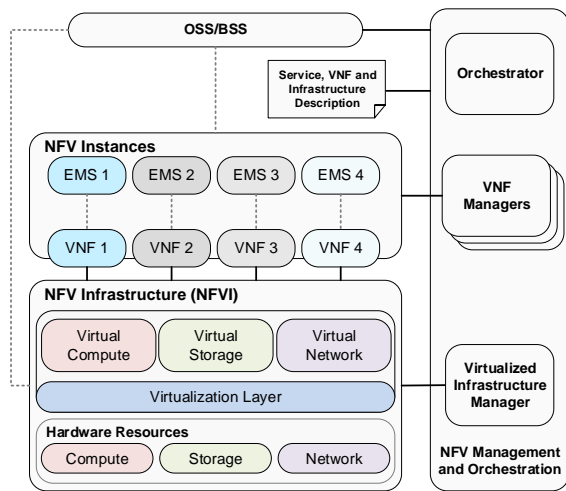 OSS/BSS
Orchestrator
Service, VNF and
Infrastructure
Description
NFV Instances
EMS 1
EMS 2
EMS 3
EMS 4
VNF
Managers
VNF 1
VNF 2
VNF 3
VNF 4
NFV Infrastructure (NFVI)
Virtual
Compute
Virtual
Storage
Virtual
Network
Virtualization Layer
Virtualized
Infrastructure
Manager
Hardware Resources
Compute
Storage
Network
NFV Management
and Orchestration